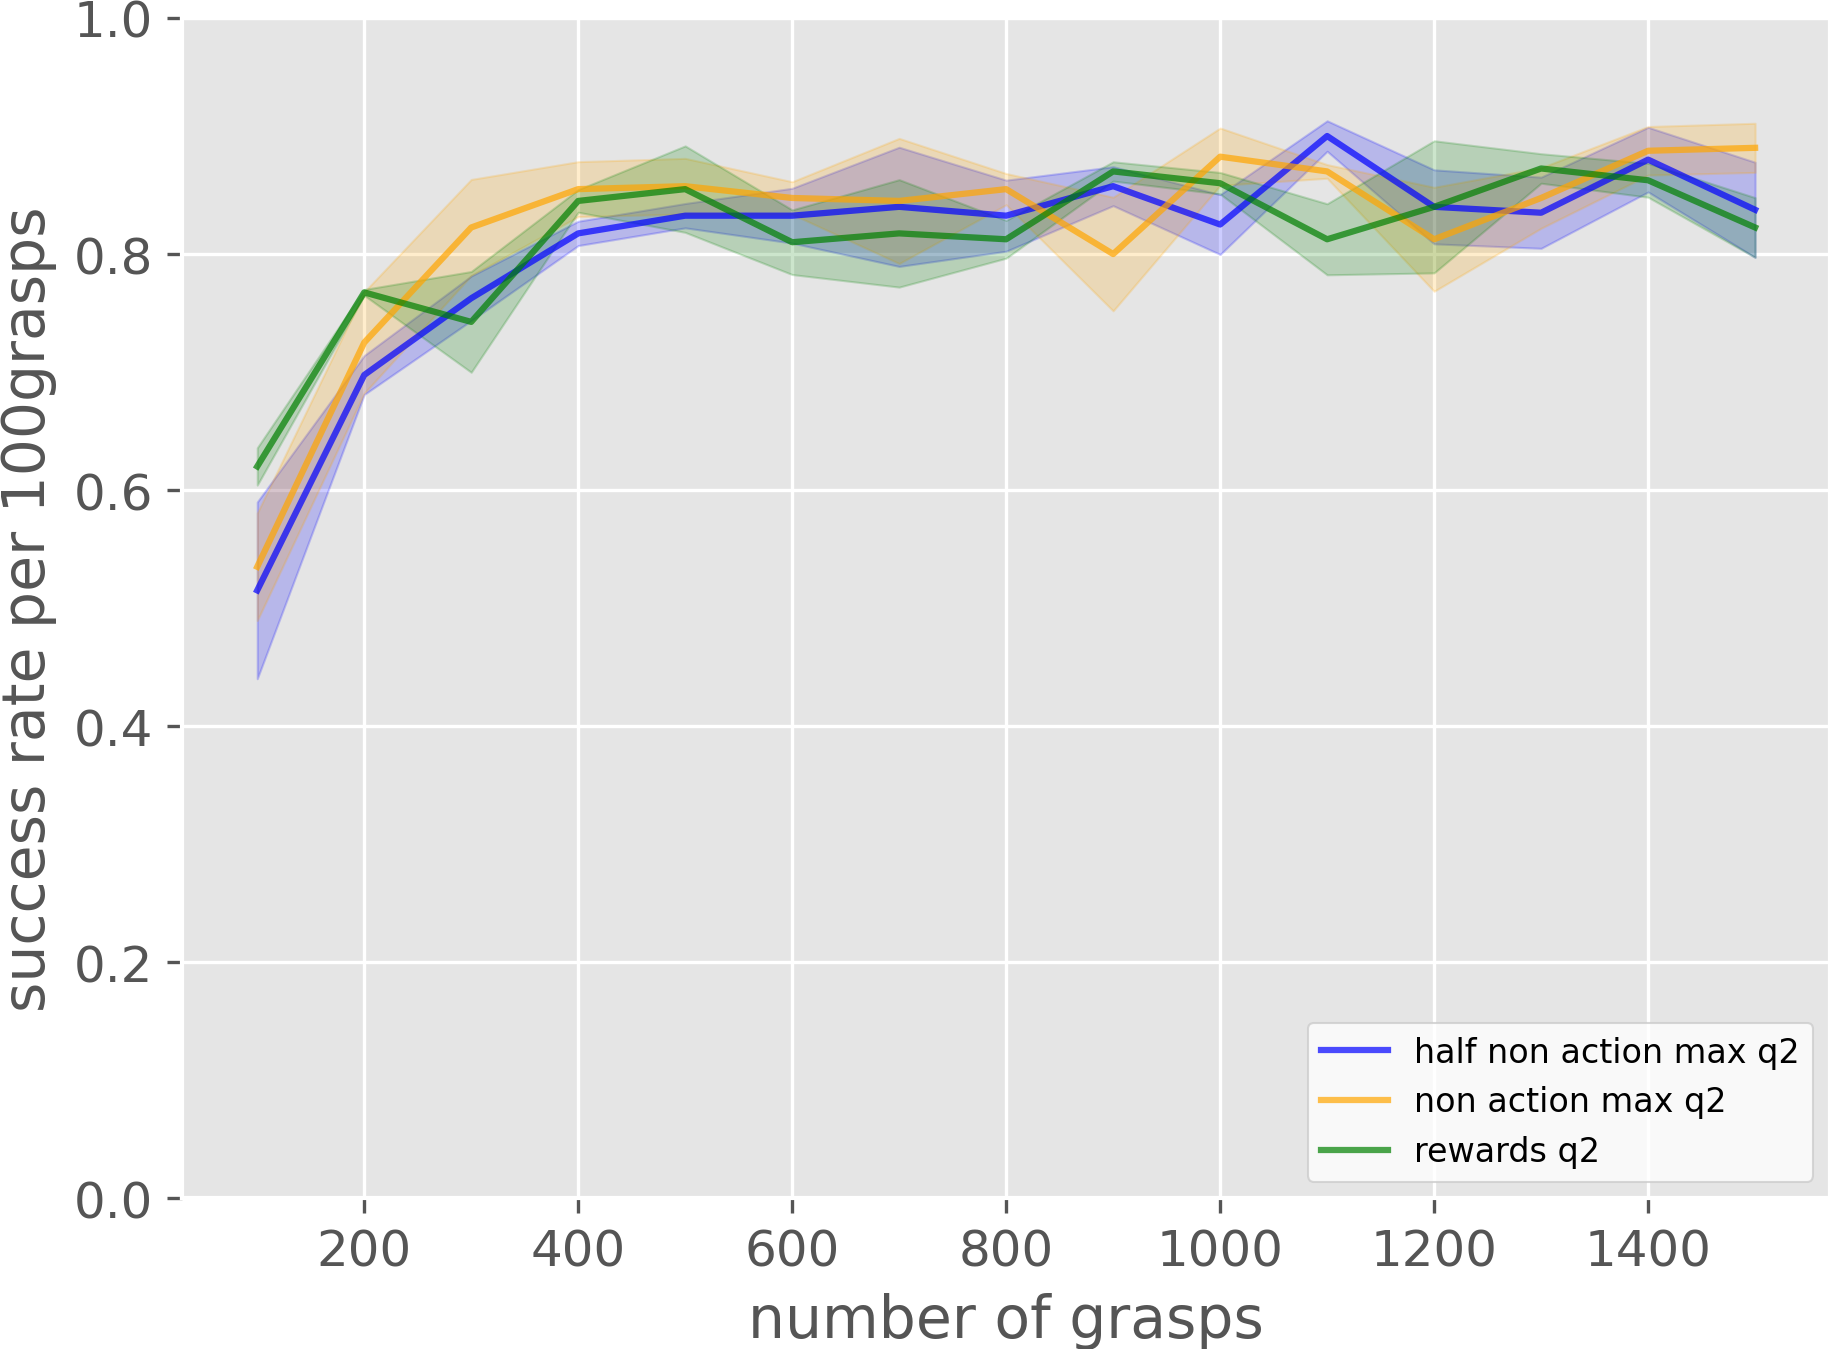 success rate per 100grasps
1.0
0.8
0.6
0.4
0.2
0.0
200 400 600 800 1000 1200 1400
number of grasps
half non action max q2
non action max q2
rewards q2